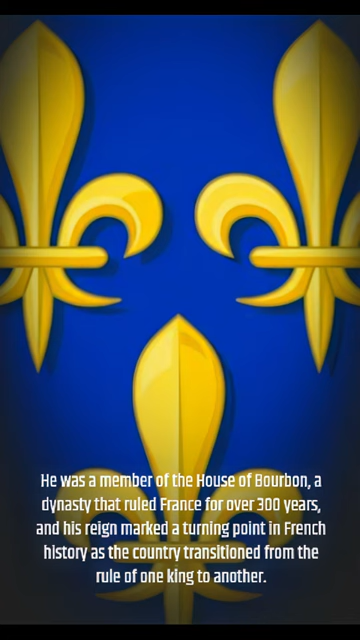 He was a member of the House of Bourbon, a
dynasty that ruled France for over 300 years,
and his reign marked a turning point in French
history as the country transitioned from the
rule of one king to another.